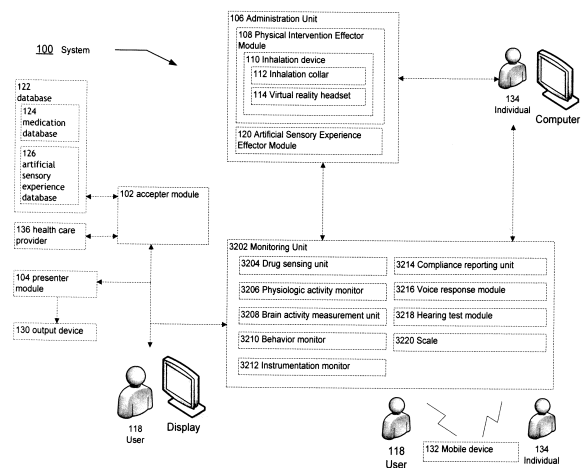 100 System
106 Administration Unit
108 Physical Intervention Effector
Module
110 Inhalation device
112 Inhalation collar
114 Virtual reality headset
120 Artificial Sensory Experience
Effector Module
134
Individual
Computer
122
database
124
medication
database
126
artificial
sensory
experience
database
102 accepter module
136 health care
provider
104 presenter
module
130 output device
3202 Monitoring Unit
3204 Drug sensing unit
3206 Physiologic activity monitor
3208 Brain activity measurement unit
3210 Behavior monitor
3212 Instrumentation monitor
3214 Compliance reporting unit
3216 Voice response module
3218 Hearing test module
3220 Scale
118
User
Display
118
User
132 Mobile device
134
Individual